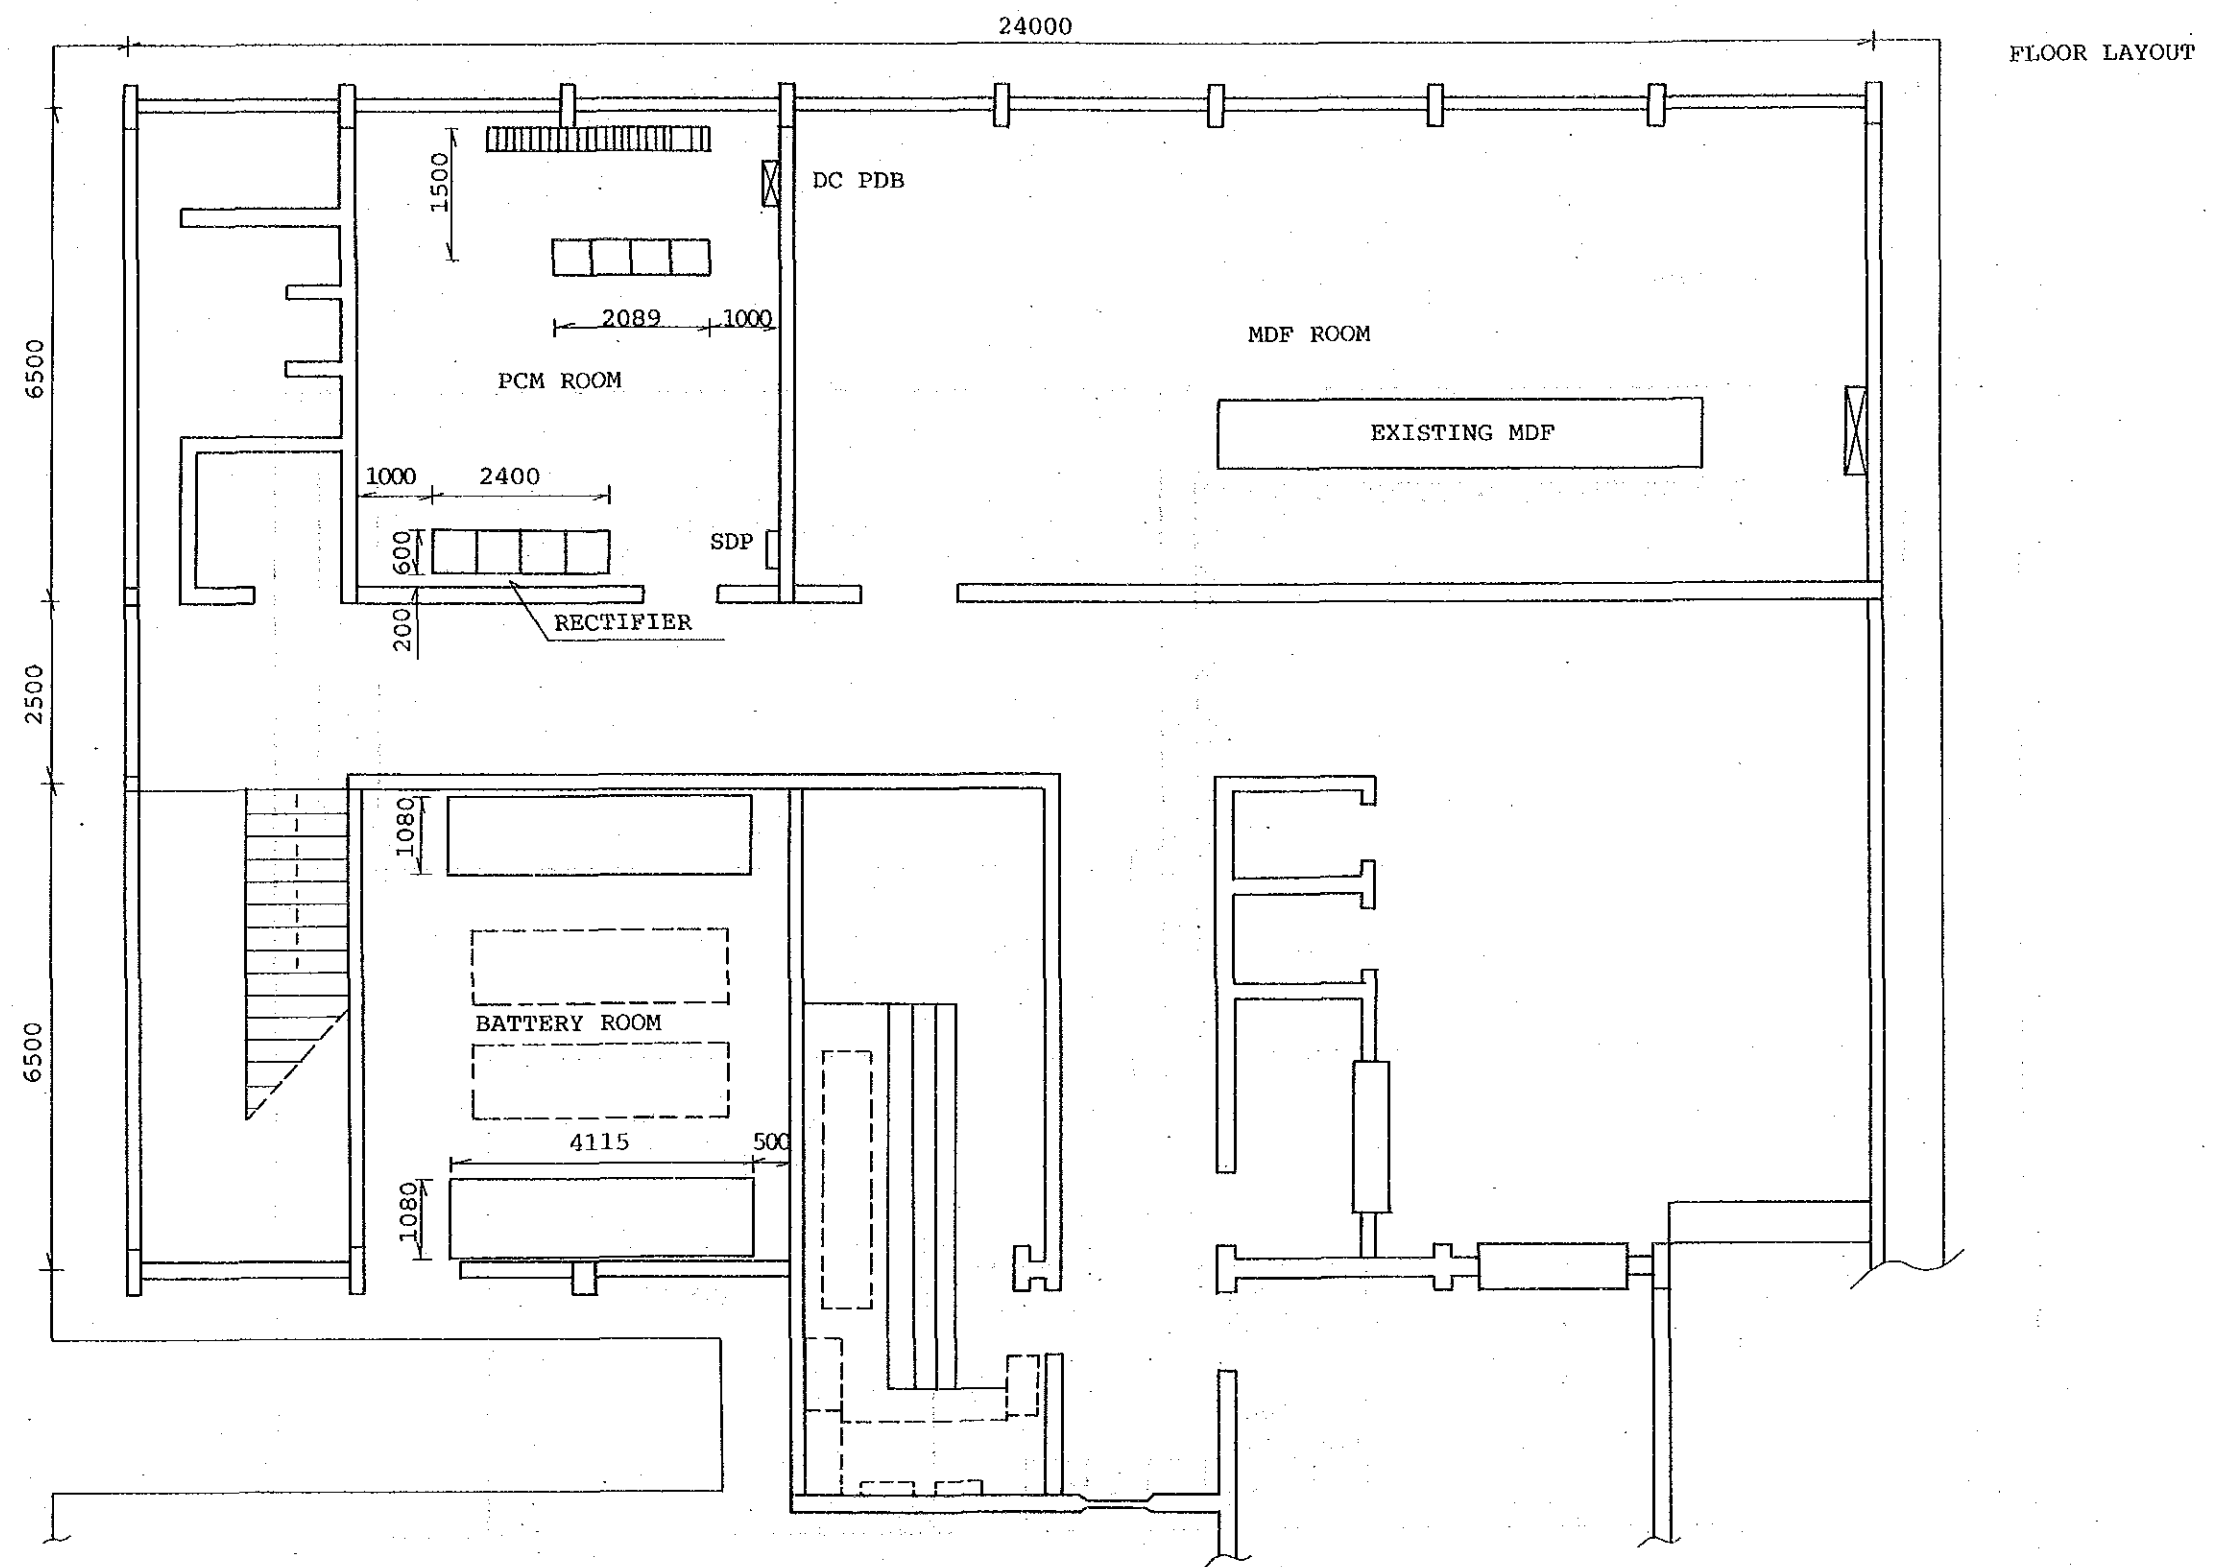 24000
FLOOR LAYOUT
1500
DC PDB
2089
1000
MDF ROOM
6500
PCM ROOM
EXISTING MDF
1000
2400
600
SDP
200
RECTIFIER
2500
1080
BATTERY ROOM
6500
4115
500
1080